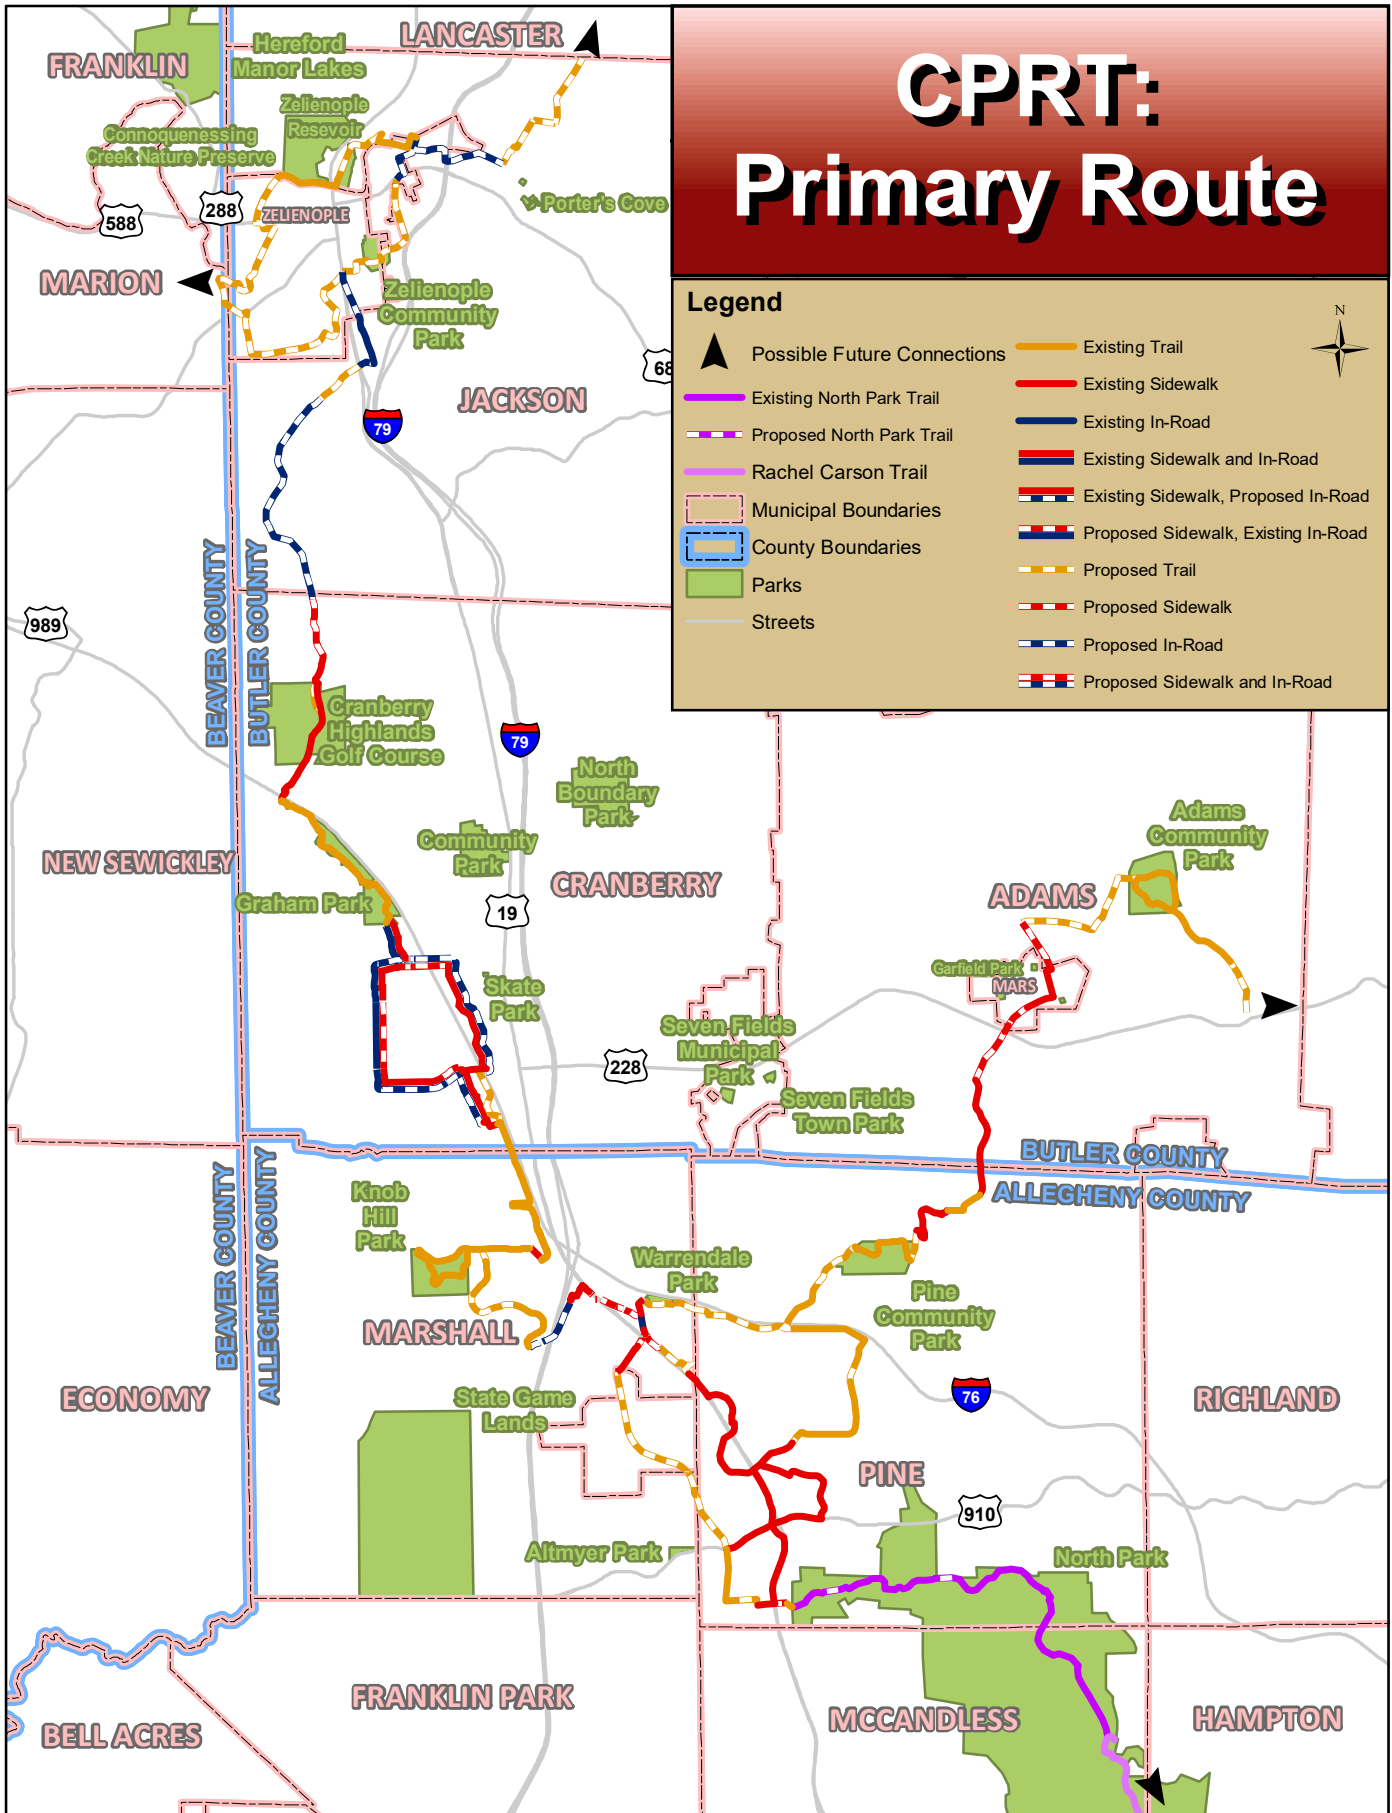 CPRT:
Primary Route
Legend
Possible Future Connections
Existing North Park Trail
Proposed North Park Trail
Rachel Carson Trail
Municipal Boundaries
County Boundaries
Parks
Streets
Existing Trail
Existing Sidewalk
Existing In-Road
Existing Sidewalk and In-Road
Existing Sidewalk, Proposed In-Road
Proposed Sidewalk, Existing In-Road
Proposed Trail
Proposed Sidewalk
Proposed In-Road
Proposed Sidewalk and In-Road
N
LANCASTER
FRANKLIN
Hereford
Manor Lakes
Zelienople
Resevoir
Connoquenessing
Creek Nature Preserve
588
288
ZELIENOPLE
Porter's Cove
MARION
Zelienople
Community
Park
68
JACKSON
79
BEAVER COUNTY
BUTLER COUNTY
989
Cranberry
Highlands
Golf Course
79
North
Boundary
Park
Community
Park
NEW SEWICKLEY
CRANBERRY
Graham Park
19
Adams
Community
Park
ADAMS
Garfield Park
MARS
Skate
Park
Seven Fields
Municipal
Park
228
Seven Fields
Town Park
BUTLER COUNTY
ALLEGHENY COUNTY
BEAVER COUNTY
ALLEGHENY COUNTY
Knob
Hill
Park
Warrendale
Park
Pine
Community
Park
MARSHALL
ECONOMY
State Game
Lands
76
RICHLAND
PINE
910
Altmyer Park
North Park
FRANKLIN PARK
MCCANDLESS
HAMPTON
BELL ACRES